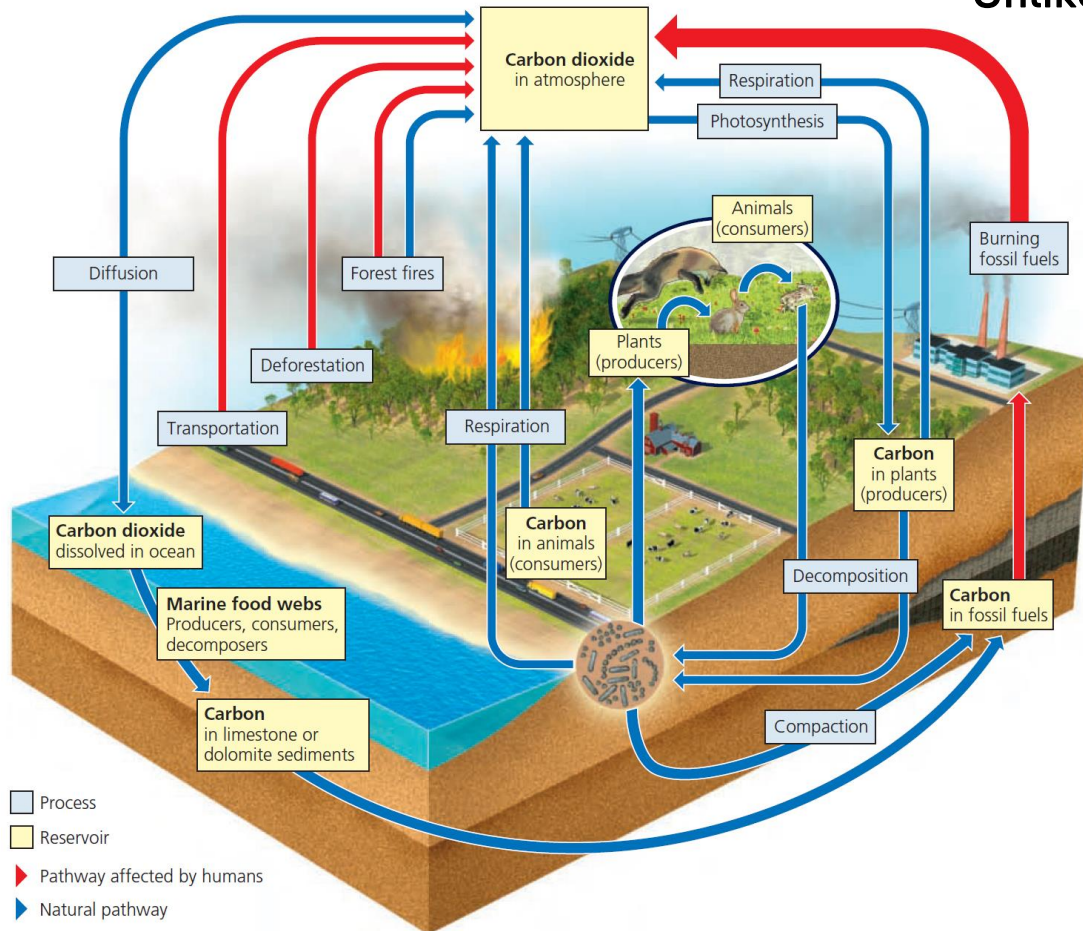 Carbon dioxide
in atmosphere
Respiration
Photosynthesis
Animals
(consumers)
Burning
fossil fuels
Diffusion
Forest fires
Plants
(producers)
Deforestation
Transportation
Respiration
Carbon
in plants
(producers)
Carbon dioxide
dissolved in ocean
Carbon
in animals
(consumers)
Decomposition
Marine food webs
Producers, consumers,
decomposers
Carbon
in fossil fuels
Carbon
in limestone or
dolomite sediments
Compaction
Process
Reservoir
Pathway affected by humans
Natural pathway